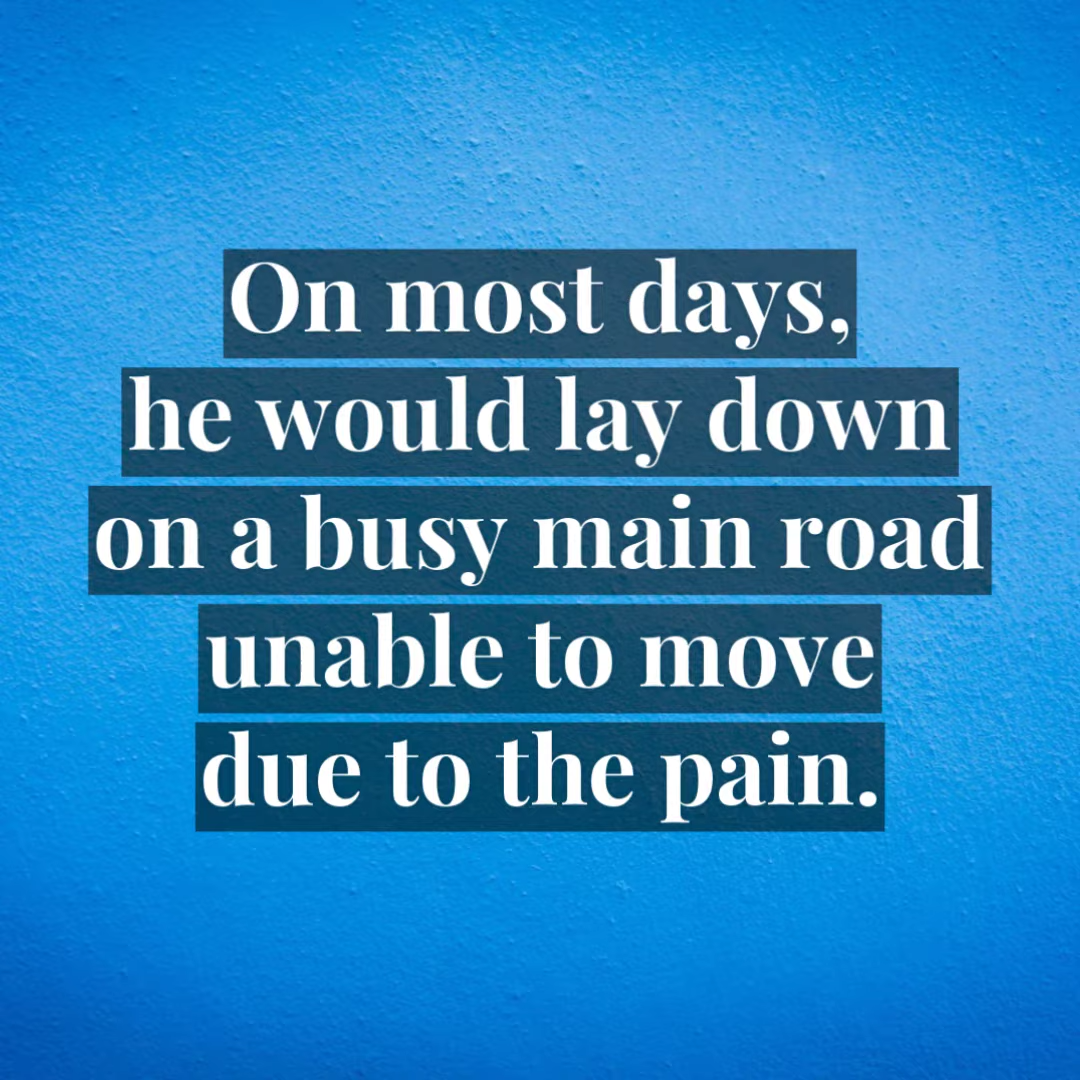 On most days,
he would lay down
on a busy main road
unable to move
due to the pain.